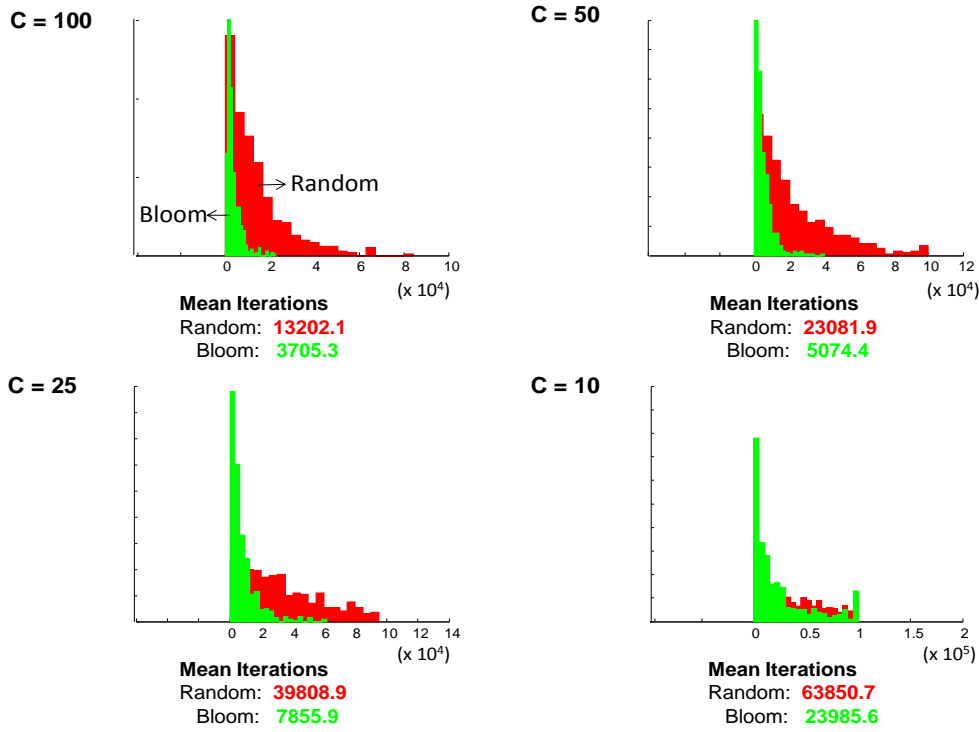 C = 100
Random
Bloom
0 2 4 6 8 10
(x 10⁴)
Mean Iterations
Random: 13202.1
Bloom: 3705.3
C = 50
0 2 4 6 8 10 12
(x 10⁴)
Mean Iterations
Random: 23081.9
Bloom: 5074.4
C = 25
0 2 4 6 8 10 12 14
(x 10⁴)
Mean Iterations
Random: 39808.9
Bloom: 7855.9
C = 10
0 0.5 1 1.5 2
(x 10⁵)
Mean Iterations
Random: 63850.7
Bloom: 23985.6